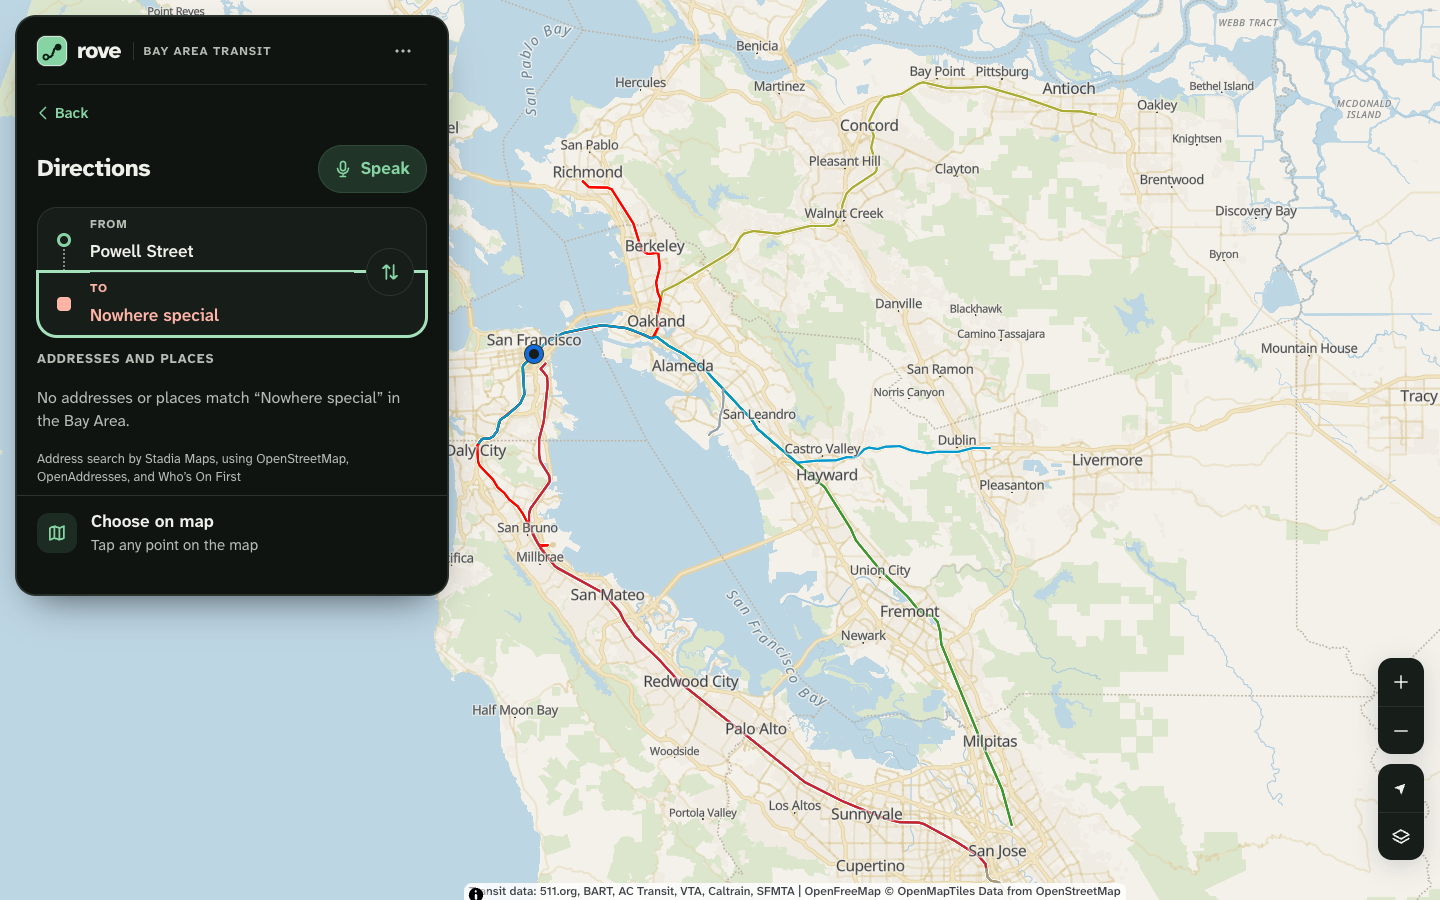 Point Reyes
rove
BAY AREA TRANSIT
Back
Directions
Speak
FROM
Powell Street
TO
Nowhere special
ADDRESSES AND PLACES
No addresses or places match “Nowhere special” in
the Bay Area.
Address search by Stadia Maps, using OpenStreetMap,
OpenAddresses, and Who's On First
Choose on map
Tap any point on the map
San Pablo Bay
Benicia
WEBB TRACT
Hercules
Martinez
Bay Point
Pittsburg
Antioch
Bethel Island
Oakley
MCDONALD
ISLAND
Concord
Knightsen
San Pablo
Richmond
Pleasant Hill
Clayton
Brentwood
Walnut Creek
Discovery Bay
Berkeley
Byron
Danville
Blackhawk
Oakland
Camino Tassajara
San Francisco
Mountain House
Alameda
San Ramon
Norris Canyon
Tracy
San Leandro
Daly City
Castro Valley
Dublin
Livermore
Hayward
Pleasanton
San Bruno
Millbrae
ifica
Union City
San Mateo
San Francisco Bay
Fremont
Newark
Redwood City
Half Moon Bay
Palo Alto
Woodside
Milpitas
Los Altos
Portola Valley
Sunnyvale
San Jose
Cupertino
nsit data: 511.org, BART, AC Transit, VTA, Caltrain, SFMTA | OpenFreeMap © OpenMapTiles Data from OpenStreetMap